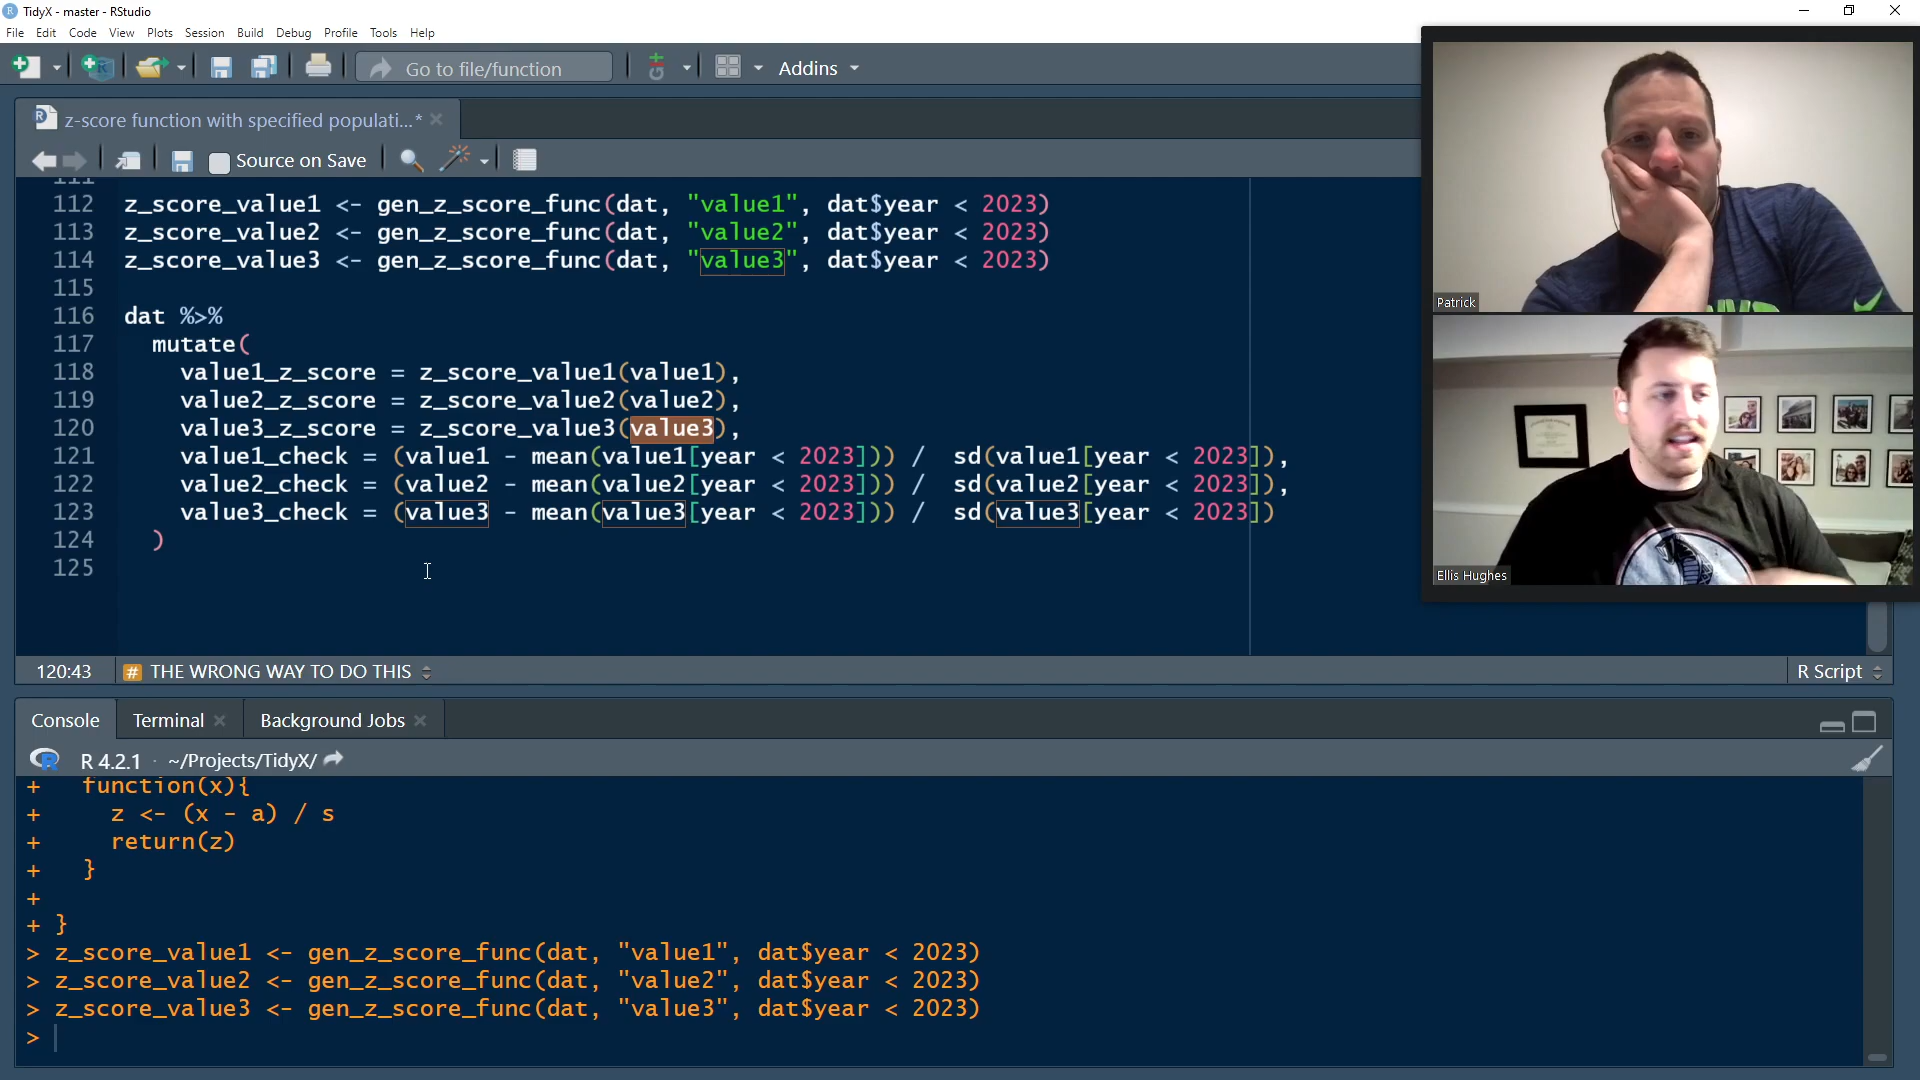 TidyX - master - RStudio
File Edit Code View Plots Session Build Debug Profile Tools Help
Go to file/function
Addins
z-score function with specified populati...*
Source on Save
111
112 z_score_value1 <- gen_z_score_func(dat, "value1", dat$year < 2023)
113 z_score_value2 <- gen_z_score_func(dat, "value2", dat$year < 2023)
114 z_score_value3 <- gen_z_score_func(dat, "value3", dat$year < 2023)
115
116 dat %>%
117 mutate(
118 value1_z_score = z_score_value1(value1),
119 value2_z_score = z_score_value2(value2),
120 value3_z_score = z_score_value3(value3),
121 value1_check = (value1 - mean(value1[year < 2023])) / sd(value1[year < 2023]),
122 value2_check = (value2 - mean(value2[year < 2023])) / sd(value2[year < 2023]),
123 value3_check = (value3 - mean(value3[year < 2023])) / sd(value3[year < 2023])
124 )
125
120:43 # THE WRONG WAY TO DO THIS R Script
Patrick
Ellis Hughes
Console Terminal Background Jobs
R 4.2.1 · ~/Projects/TidyX/
+ function(x){
+ z <- (x - a) / s
+ return(z)
+ }
+
+ }
> z_score_value1 <- gen_z_score_func(dat, "value1", dat$year < 2023)
> z_score_value2 <- gen_z_score_func(dat, "value2", dat$year < 2023)
> z_score_value3 <- gen_z_score_func(dat, "value3", dat$year < 2023)
>